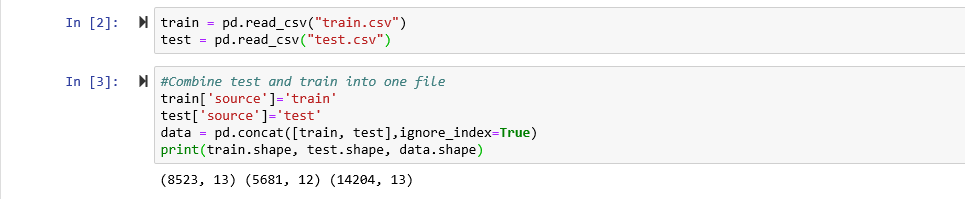 In [2]: train = pd.read_csv("train.csv")
test = pd.read_csv("test.csv")
In [3]: #Combine test and train into one file
train['source']='train'
test['source']='test'
data = pd.concat([train, test],ignore_index=True)
print(train.shape, test.shape, data.shape)
(8523, 13) (5681, 12) (14204, 13)